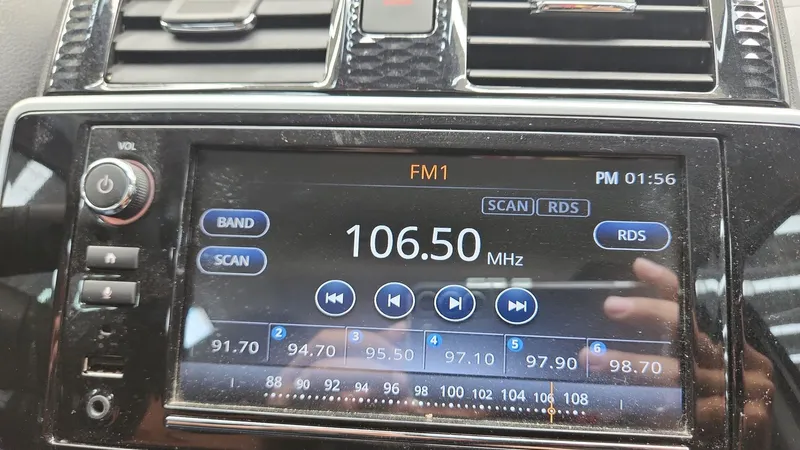 VOL
FM1
PM 01:56
SCAN RDS
BAND
106.50 MHz
RDS
SCAN
2 3 4 5 6
91.70 94.70 95.50 97.10 97.90 98.70
88 90 92 94 96 98 100 102 104 106 108